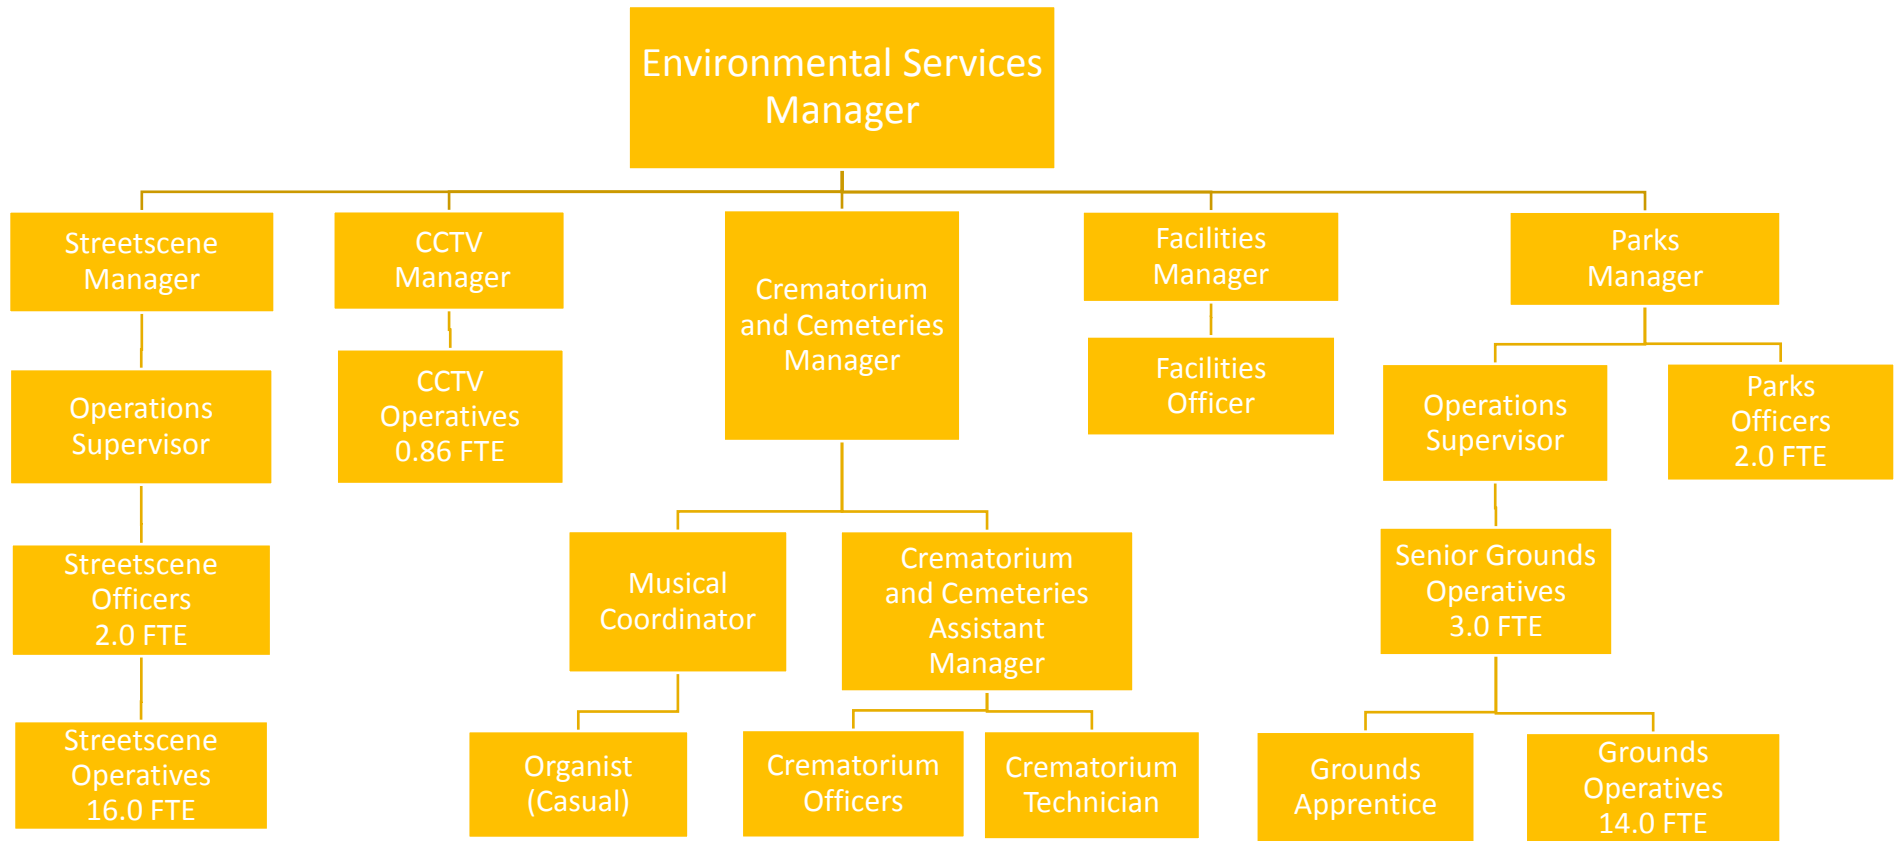 Environmental Services
Manager
Streetscene
Manager
CCTV
Manager
Crematorium
and Cemeteries
Manager
Facilities
Manager
Parks
Manager
Operations
Supervisor
CCTV
Operatives
0.86 FTE
Facilities
Officer
Operations
Supervisor
Parks
Officers
2.0 FTE
Streetscene
Officers
2.0 FTE
Musical
Coordinator
Crematorium
and Cemeteries
Assistant
Manager
Senior Grounds
Operatives
3.0 FTE
Streetscene
Operatives
16.0 FTE
Organist
(Casual)
Crematorium
Officers
Crematorium
Technician
Grounds
Apprentice
Grounds
Operatives
14.0 FTE